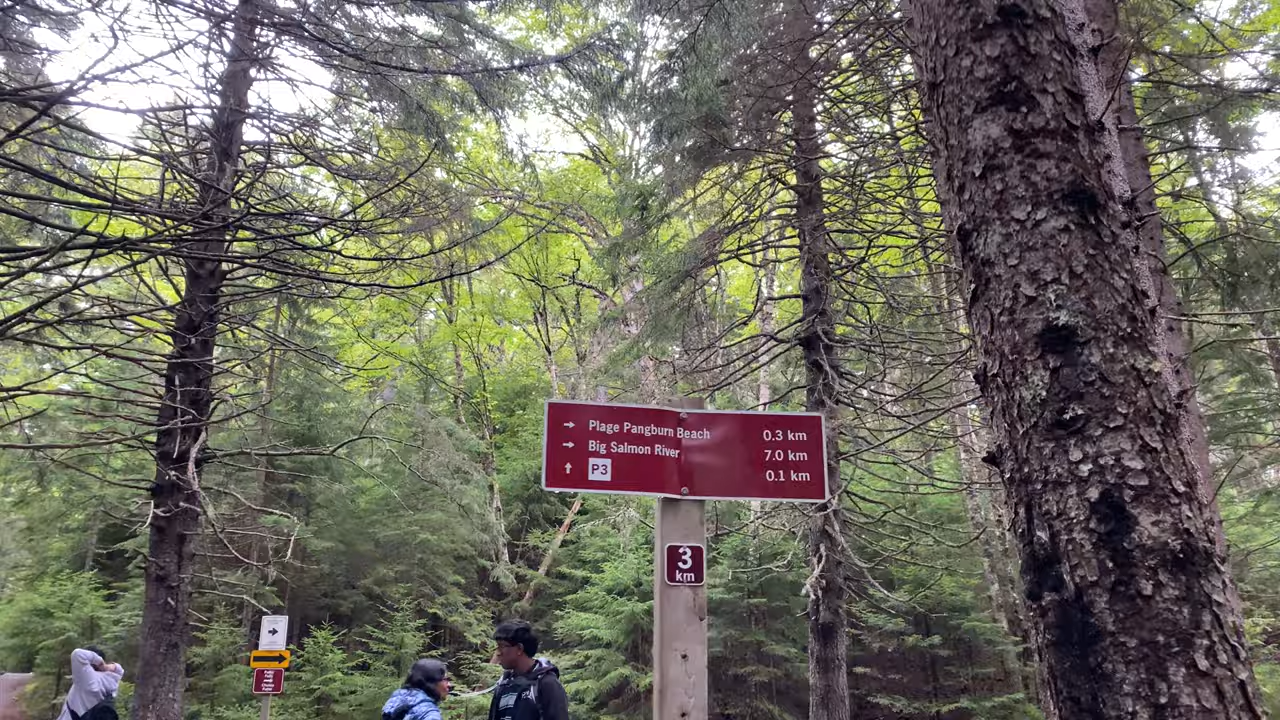 → Plage Pangburn Beach 0.3 km
→ Big Salmon River 7.0 km
↑ P3 0.1 km
3
km